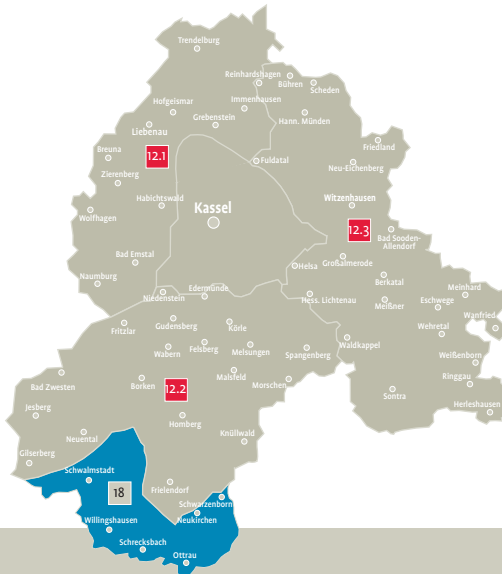 Trendelburg
Reinhardshagen
Bühren
Scheden
Hofgeismar
Immenhausen
Grebenstein
Hann. Münden
Liebenau
Friedland
Breuna
12.1
Fuldatal
Neu-Eichenberg
Zierenberg
Habichtswald
Kassel
Witzenhausen
Wolfhagen
12.3
Bad Sooden-
Allendorf
Bad Emstal
Helsa
Großalmerode
Naumburg
Berkatal
Niedenstein
Edermünde
Hess. Lichtenau
Meißner
Eschwege
Meinhard
Wanfried
Fritzlar
Gudensberg
Körle
Wehretal
Wabern
Felsberg
Melsungen
Spangenberg
Waldkappel
Weißenborn
Bad Zwesten
Borken
12.2
Malsfeld
Morschen
Ringgau
Sontra
Herleshausen
Jesberg
Homberg
Neuental
Knüllwald
Gilserberg
Schwalmstadt
18
Frielendorf
Schwarzenborn
Willingshausen
Neukirchen
Schrecksbach
Ottrau